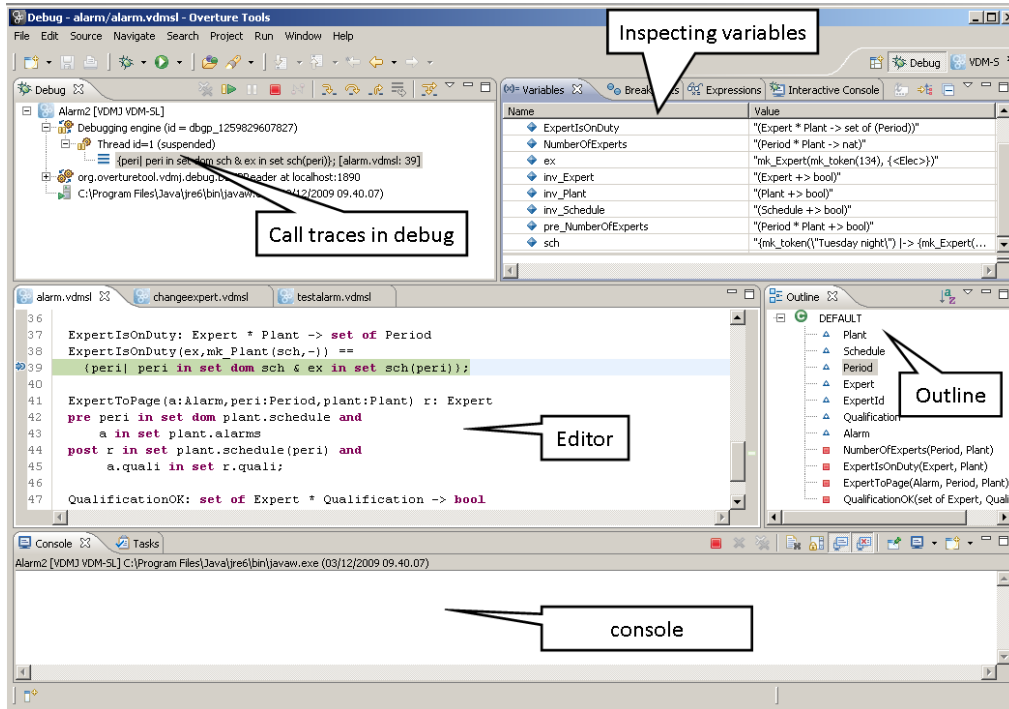 Debug - alarm/alarm.vdmsl - Overture Tools
File Edit Source Navigate Search Project Run Window Help
Inspecting variables
Debug VDM-S
Debug
Alarm2 [VDMJ VDM-SL]
Debugging engine (id = dbgp_1259829607827)
Thread id=1 (suspended)
{peri| peri in set dom sch & ex in set sch(peri)}; [alarm.vdmsl: 39]
org.overturetool.vdmj.debug. Reader at localhost:1890
C:\Program Files\Java\jre6\bin\javaw. /12/2009 09.40.07)
Call traces in debug
(x)= Variables Expressions Interactive Console
Name Value
ExpertIsOnDuty "(Expert * Plant -> set of (Period))"
NumberOfExperts "(Period * Plant -> nat)"
ex "mk_Expert(mk_token(134), {<Elec>})"
inv_Expert "(Expert +> bool)"
inv_Plant "(Plant +> bool)"
inv_Schedule "(Schedule +> bool)"
pre_NumberOfExperts "(Period * Plant +> bool)"
sch "{mk_token(\"Tuesday night\") |-> {mk_Expert(...
alarm.vdmsl changeexpert.vdmsl testalarm.vdmsl
36
37 ExpertIsOnDuty: Expert * Plant -> set of Period
38 ExpertIsOnDuty(ex,mk_Plant(sch,-)) ==
39 {peri| peri in set dom sch & ex in set sch(peri)};
40
41 ExpertToPage(a:Alarm,peri:Period,plant:Plant) r: Expert
42 pre peri in set dom plant.schedule and
43 a in set plant.alarms
44 post r in set plant.schedule(peri) and
45 a.quali in set r.quali;
46
47 QualificationOK: set of Expert * Qualification -> bool
Editor
Outline
DEFAULT
Plant
Schedule
Period
Expert
ExpertId
Qualification
Alarm
NumberOfExperts(Period, Plant)
ExpertIsOnDuty(Expert, Plant)
ExpertToPage(Alarm, Period, Plant)
QualificationOK(set of Expert, Quali
Outline
Console Tasks
Alarm2 [VDMJ VDM-SL] C:\Program Files\Java\jre6\bin\javaw.exe (03/12/2009 09.40.07)
console